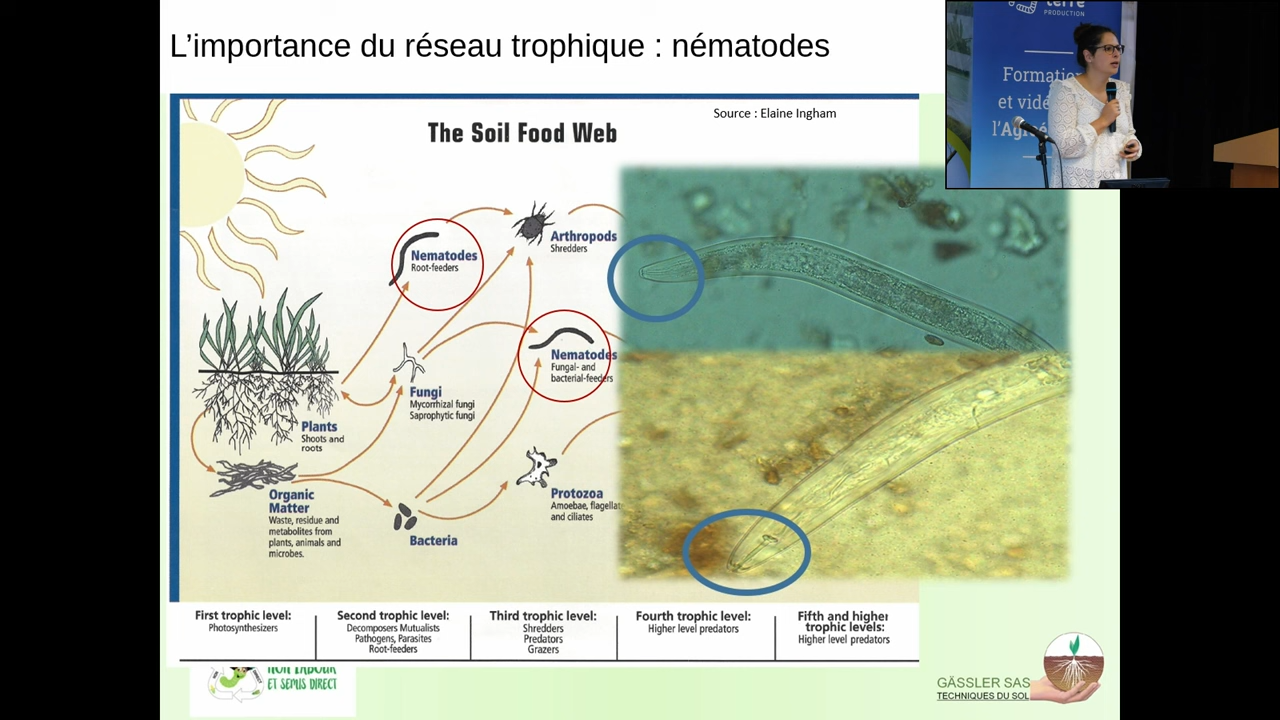 L'importance du réseau trophique : nématodes
Source : Elaine Ingham
The Soil Food Web
Nematodes
Root-feeders
Arthropods
Shredders
Nematodes
Fungal- and
bacterial-feeders
Fungi
Mycorrhizal fungi
Saprophytic fungi
Plants
Shoots and
roots
Organic
Matter
Waste, residue and
metabolites from
plants, animals and
microbes.
Bacteria
Protozoa
Amoebae,
and ciliates
First trophic level:
Photosynthesizers
Second trophic level:
Decomposers Mutualists
Pathogens, Parasites
Root-feeders
Third trophic level:
Shredders
Predators
Grazers
Fourth trophic level:
Higher level predators
Fifth and higher
trophic levels:
Higher level predators
NON LABOUR
ET SEMIS DIRECT
GÄSSLER SAS
TECHNIQUES DU SOL
terre
PRODUCTION
Formation
et